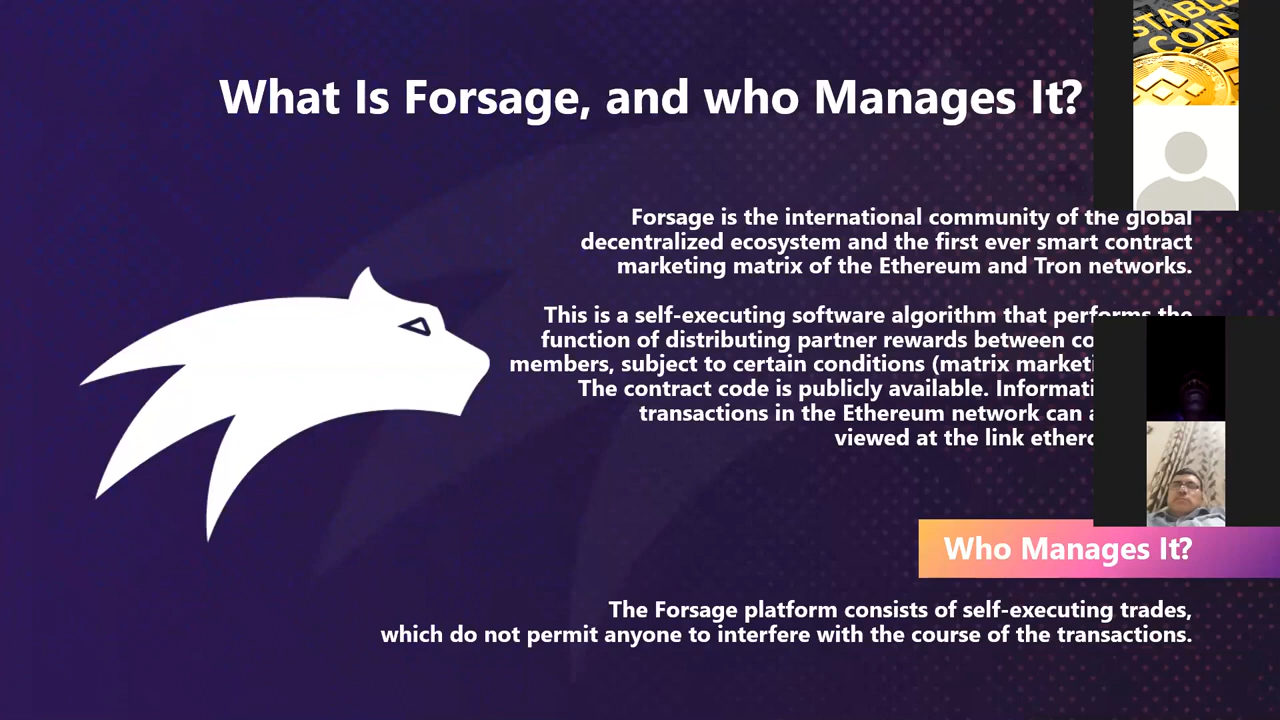 STABLE
COIN
What Is Forsage, and who Manages It?
Forsage is the international community of the global
decentralized ecosystem and the first ever smart contract
marketing matrix of the Ethereum and Tron networks.
This is a self-executing software algorithm that performs the
function of distributing partner rewards between co
members, subject to certain conditions (matrix marketi
The contract code is publicly available. Informati
transactions in the Ethereum network can a
viewed at the link etherc
Who Manages It?
The Forsage platform consists of self-executing trades,
which do not permit anyone to interfere with the course of the transactions.